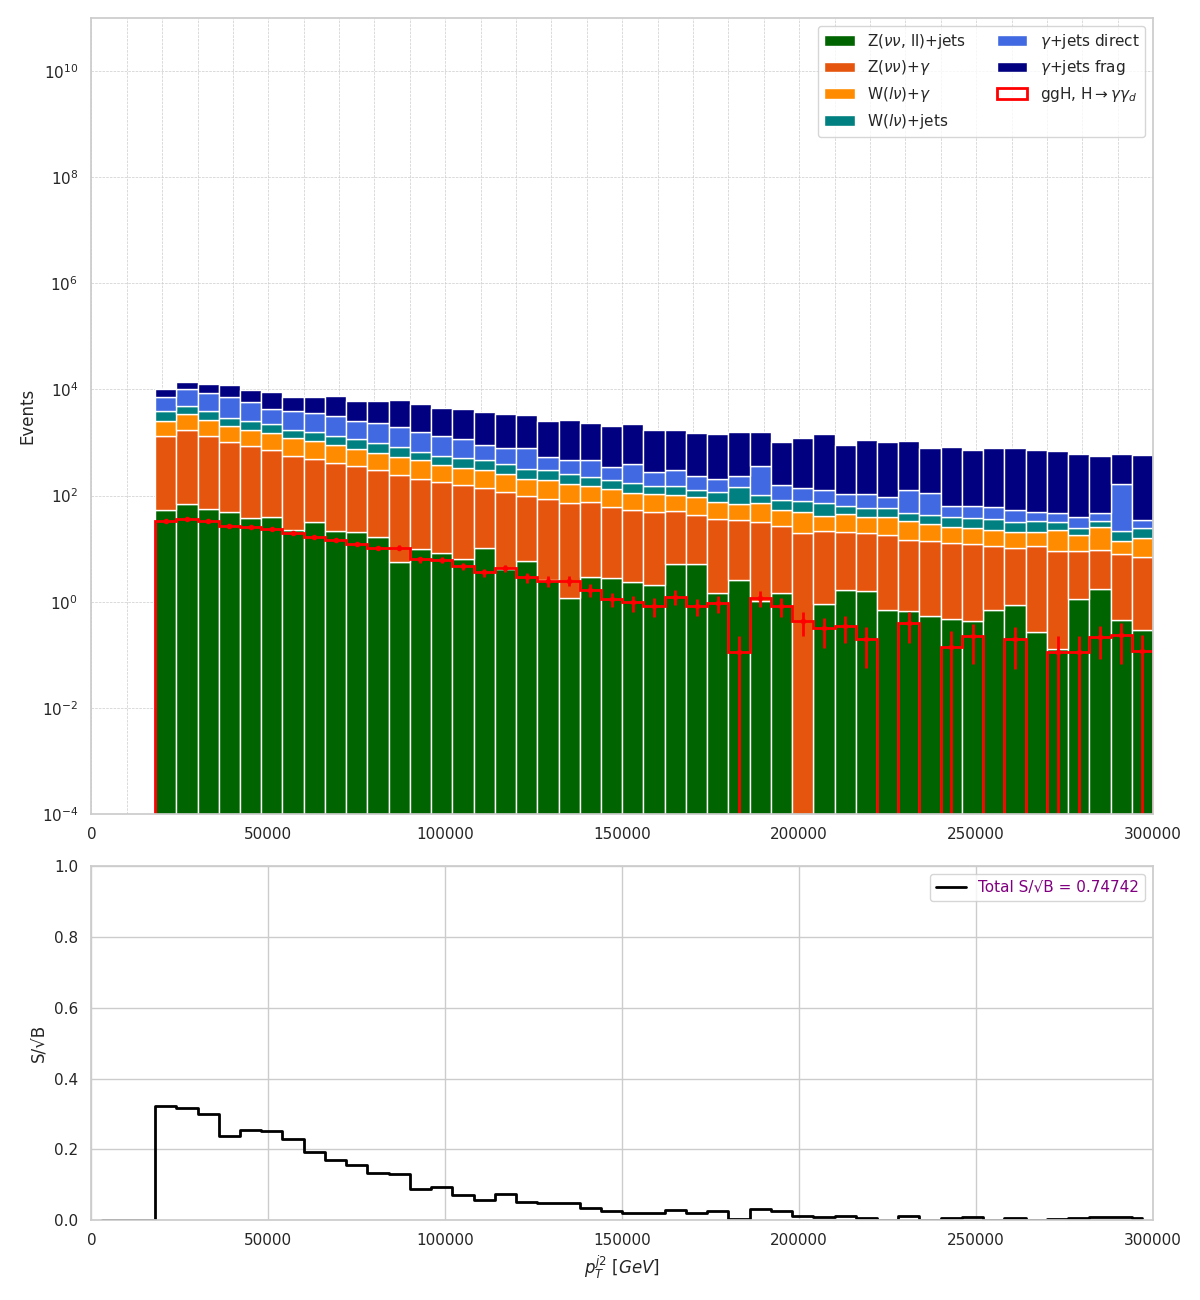 Z(νν, ll)+jets
Z(νν)+γ
W(lν)+γ
W(lν)+jets
γ+jets direct
γ+jets frag
ggH, H→γγ_d
Events
10^10
10^8
10^6
10^4
10^2
10^0
10^−2
10^−4
0 50000 100000 150000 200000 250000 300000
Total S/√B = 0.74742
S/√B
1.0
0.8
0.6
0.4
0.2
0.0
0 50000 100000 150000 200000 250000 300000
p_T^{j2} [GeV]